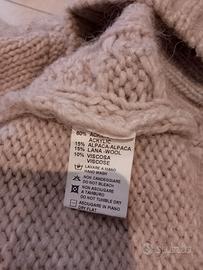 60% ACRILICO
ACRYLIC
15% ALPACA-ALPACA
15% LANA-WOOL
10% VISCOSA
VISCOSE
LAVARE A MANO
HAND WASH
NON CANDEGGIARE
DO NOT BLEACH
NON ASCIUGARE
A TAMBURO
DO NOT TUMBLE DRY
ASCIUGARE IN PIANO
DRY FLAT
subito